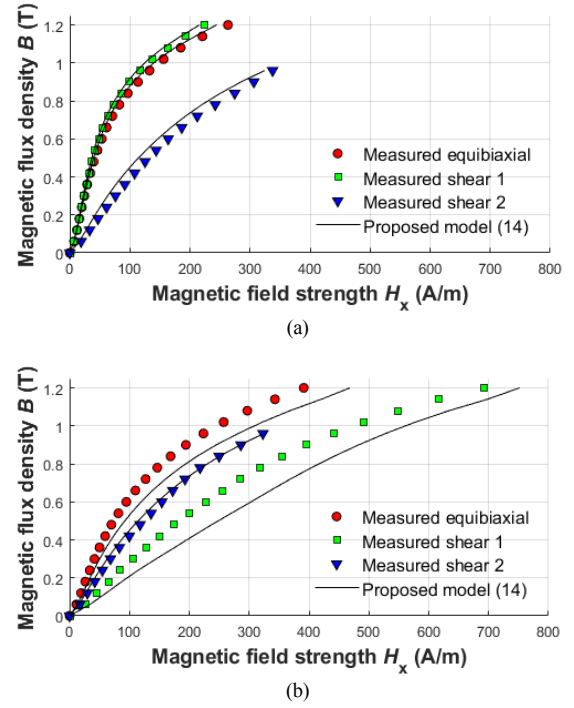 Magnetic flux density B (T)
1.4
1.2
1
0.8
0.6
0.4
0.2
0
Measured equibiaxial
Measured shear 1
Measured shear 2
Proposed model (14)
0 100 200 300 400 500 600 700 800
Magnetic field strength Hx (A/m)
(a)
Magnetic flux density B (T)
1.4
1.2
1
0.8
0.6
0.4
0.2
0
Measured equibiaxial
Measured shear 1
Measured shear 2
Proposed model (14)
0 100 200 300 400 500 600 700 800
Magnetic field strength Hx (A/m)
(b)